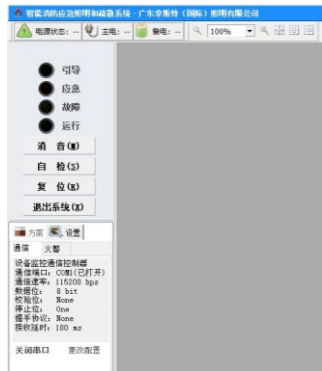 智能消防应急照明和疏散系统 - 广东拿斯特（国际）照明有限公司
电源状态: -- 主电: -- 备电: -- 100%
引导
应急
故障
运行
消 音(M)
自 检(S)
复 位(R)
退出系统(X)
方案 设置
通信 火警
设备监控通信控制器
通信端口: COM1(已打开)
通信速率: 115200 bps
数据位: 8 bit
校验位: None
停止位: One
握手协议: None
接收延时: 100 ms
关闭串口 更改配置